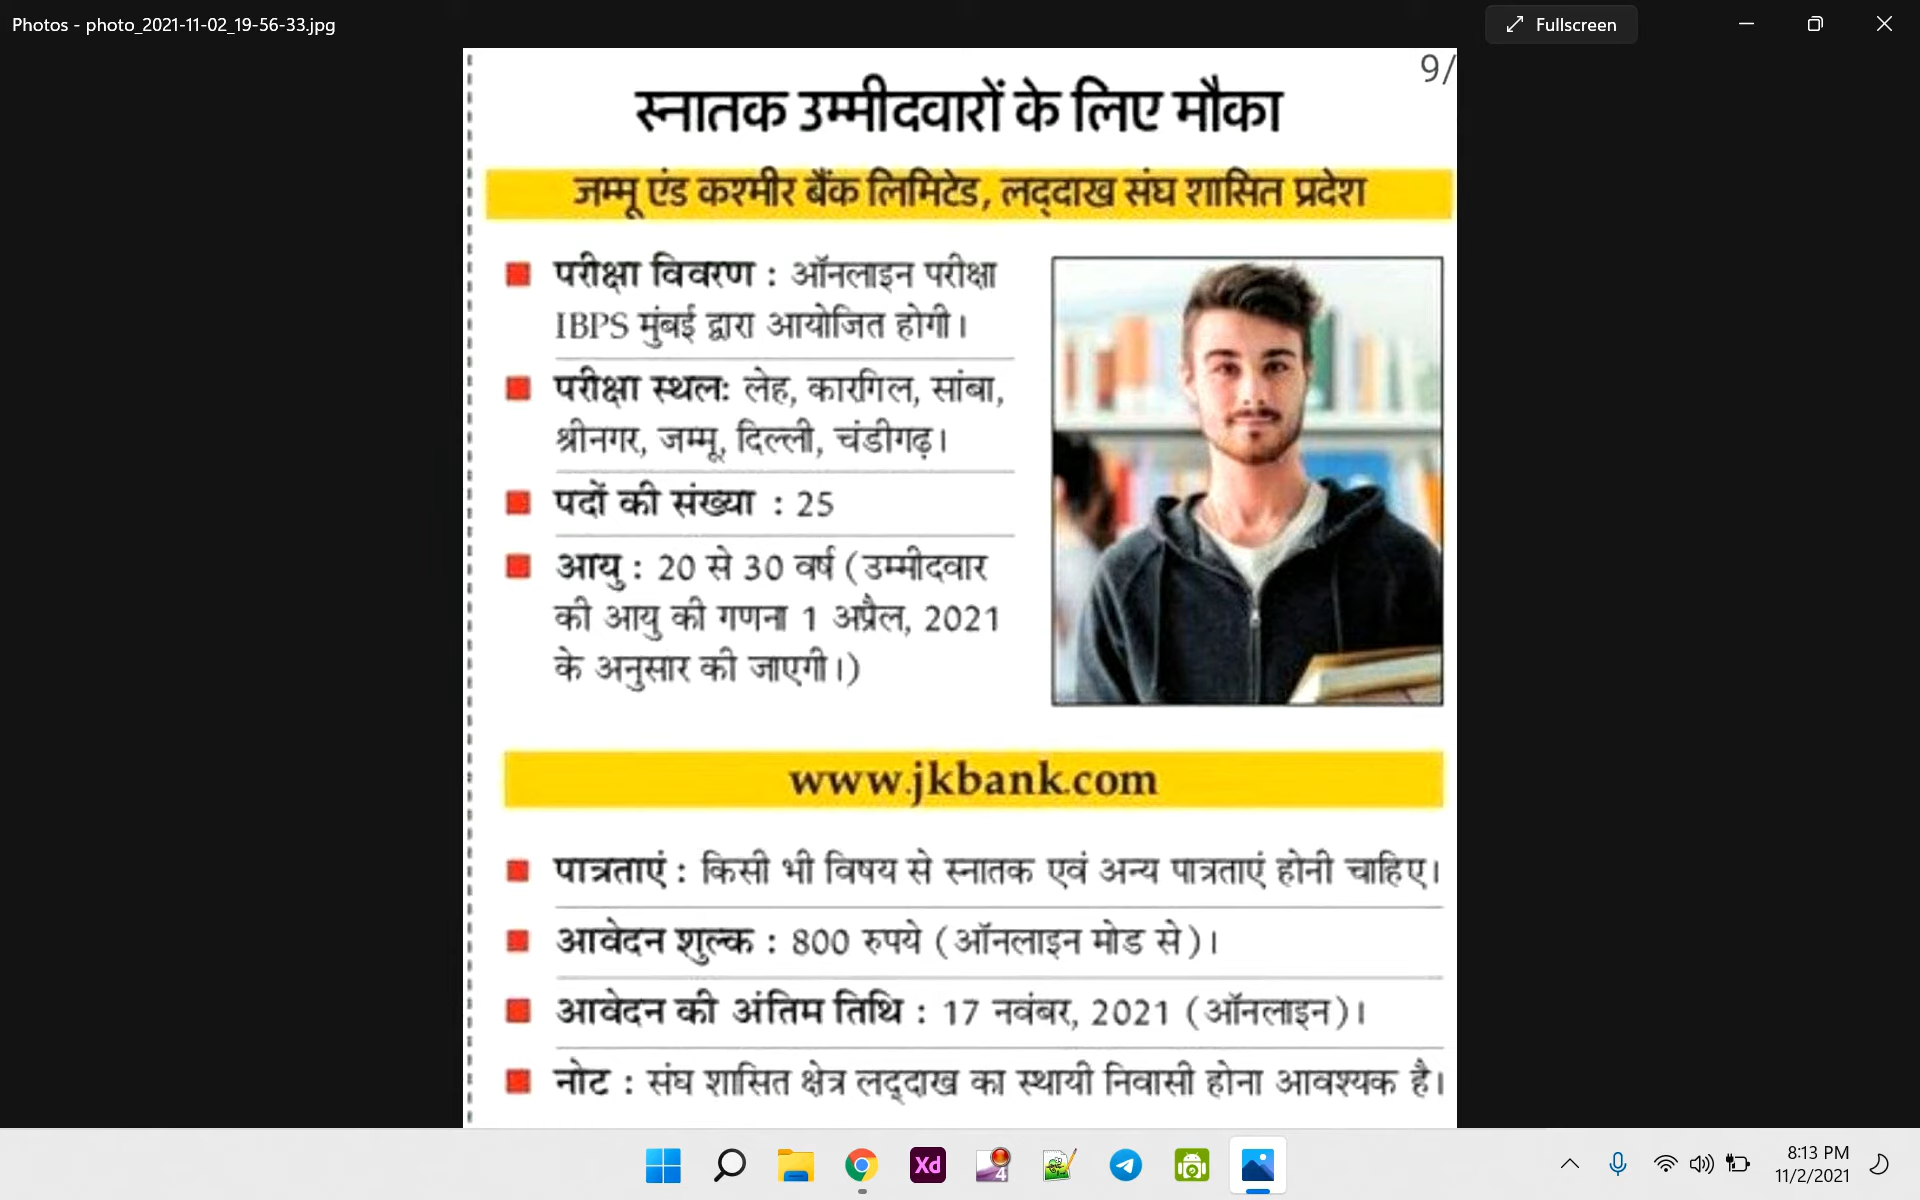 Photos - photo_2021-11-02_19-56-33.jpg
Fullscreen
9/
स्नातक उम्मीदवारों के लिए मौका
जम्मू एंड कश्मीर बैंक लिमिटेड, लद्दाख संघ शासित प्रदेश
परीक्षा विवरण : ऑनलाइन परीक्षा
IBPS मुंबई द्वारा आयोजित होगी।
परीक्षा स्थल: लेह, कारगिल, सांबा,
श्रीनगर, जम्मू, दिल्ली, चंडीगढ़।
पदों की संख्या : 25
आयु : 20 से 30 वर्ष (उम्मीदवार
की आयु की गणना 1 अप्रैल, 2021
के अनुसार की जाएगी।)
www.jkbank.com
पात्रताएं : किसी भी विषय से स्नातक एवं अन्य पात्रताएं होनी चाहिए।
आवेदन शुल्क : 800 रुपये (ऑनलाइन मोड से)।
आवेदन की अंतिम तिथि : 17 नवंबर, 2021 (ऑनलाइन)।
नोट : संघ शासित क्षेत्र लद्दाख का स्थायी निवासी होना आवश्यक है।
Xd
4
8:13 PM
11/2/2021